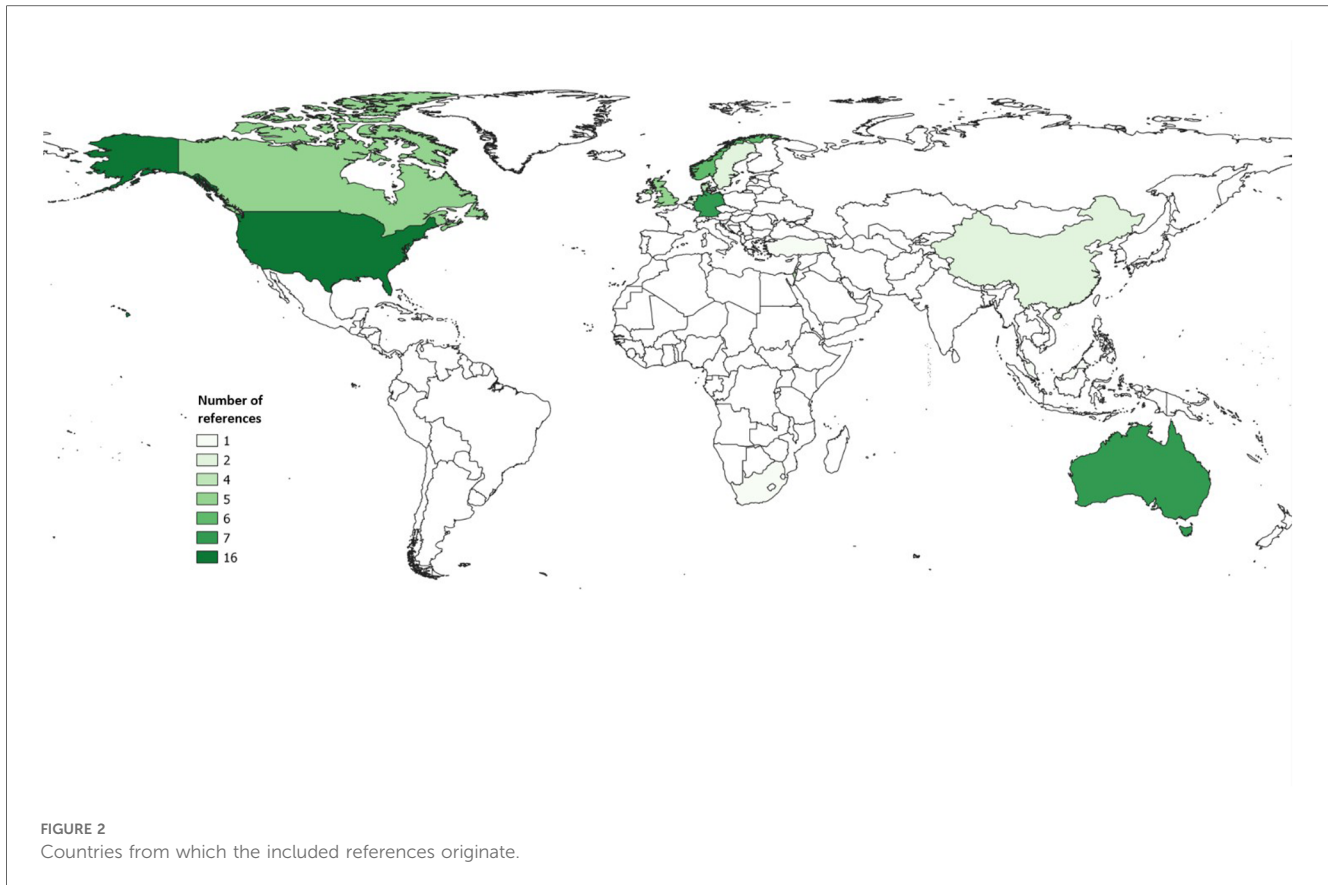 Number of
references
1
2
4
5
6
7
16
FIGURE 2
Countries from which the included references originate.